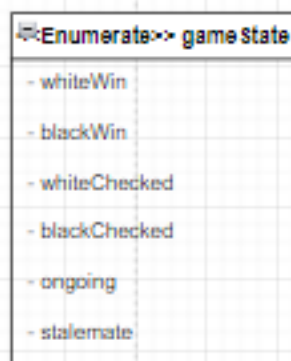 <<Enumerate>> gameState
- whiteWin
- blackWin
- whiteChecked
- blackChecked
- ongoing
- stalemate